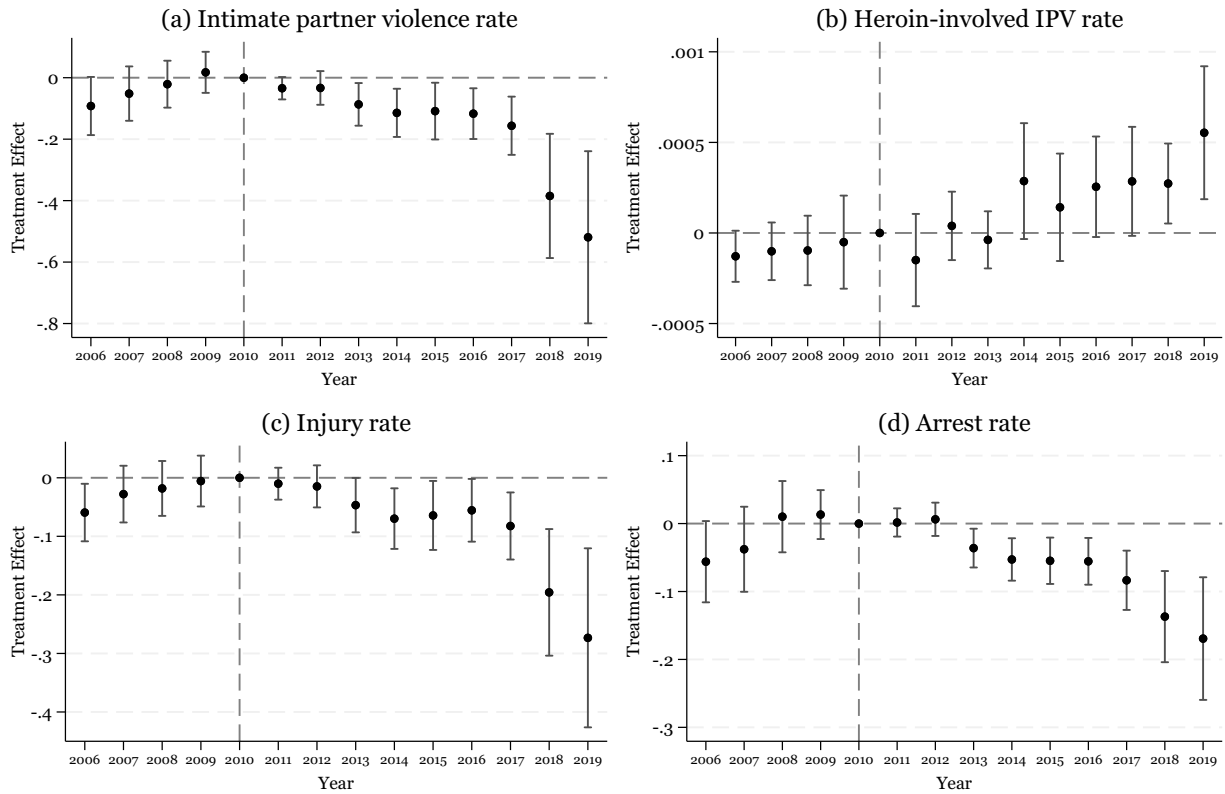 (a) Intimate partner violence rate
Treatment Effect
0
-.2
-.4
-.6
-.8
2006 2007 2008 2009 2010 2011 2012 2013 2014 2015 2016 2017 2018 2019
Year
(b) Heroin-involved IPV rate
Treatment Effect
.001
.0005
0
-.0005
2006 2007 2008 2009 2010 2011 2012 2013 2014 2015 2016 2017 2018 2019
Year
(c) Injury rate
Treatment Effect
0
-.1
-.2
-.3
-.4
2006 2007 2008 2009 2010 2011 2012 2013 2014 2015 2016 2017 2018 2019
Year
(d) Arrest rate
Treatment Effect
.1
0
-.1
-.2
-.3
2006 2007 2008 2009 2010 2011 2012 2013 2014 2015 2016 2017 2018 2019
Year